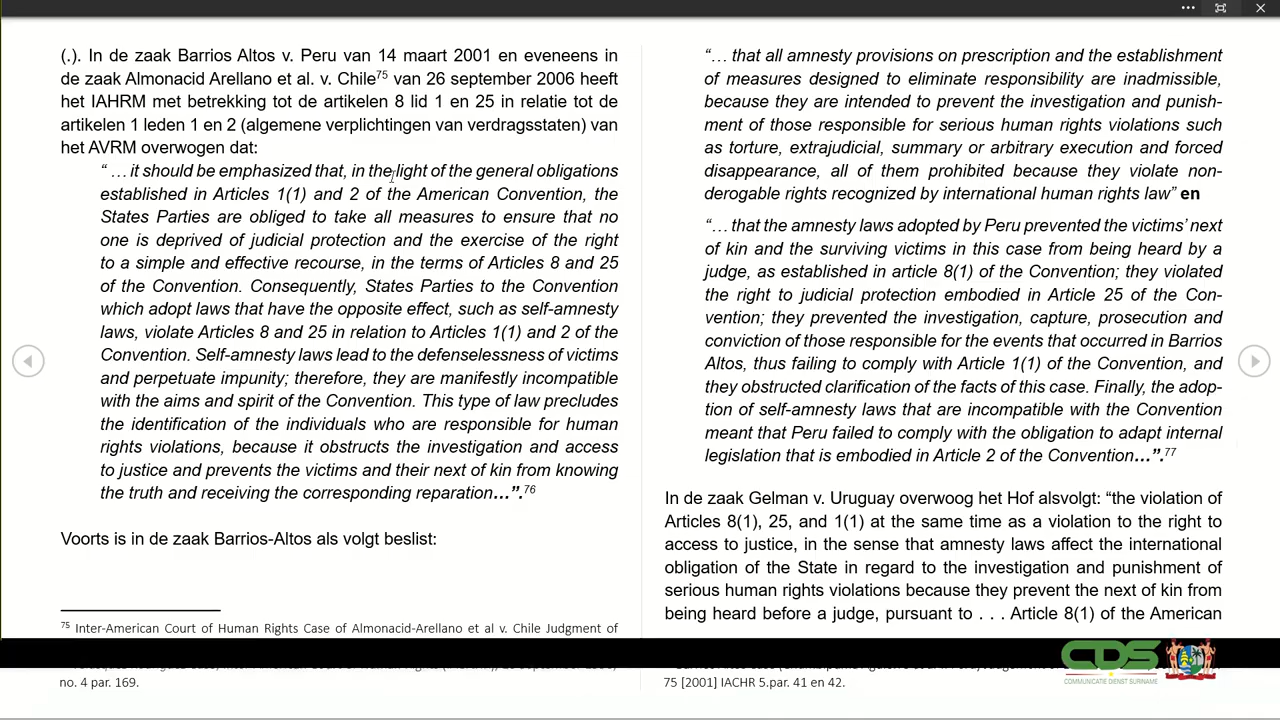 (.). In de zaak Barrios Altos v. Peru van 14 maart 2001 en eveneens in
de zaak Almonacid Arellano et al. v. Chile75 van 26 september 2006 heeft
het IAHRM met betrekking tot de artikelen 8 lid 1 en 25 in relatie tot de
artikelen 1 leden 1 en 2 (algemene verplichtingen van verdragsstaten) van
het AVRM overwogen dat:
“ … it should be emphasized that, in the light of the general obligations
established in Articles 1(1) and 2 of the American Convention, the
States Parties are obliged to take all measures to ensure that no
one is deprived of judicial protection and the exercise of the right
to a simple and effective recourse, in the terms of Articles 8 and 25
of the Convention. Consequently, States Parties to the Convention
which adopt laws that have the opposite effect, such as self-amnesty
laws, violate Articles 8 and 25 in relation to Articles 1(1) and 2 of the
Convention. Self-amnesty laws lead to the defenselessness of victims
and perpetuate impunity; therefore, they are manifestly incompatible
with the aims and spirit of the Convention. This type of law precludes
the identification of the individuals who are responsible for human
rights violations, because it obstructs the investigation and access
to justice and prevents the victims and their next of kin from knowing
the truth and receiving the corresponding reparation…”.76
Voorts is in de zaak Barrios-Altos als volgt beslist:
75 Inter-American Court of Human Rights Case of Almonacid-Arellano et al v. Chile Judgment of
no. 4 par. 169.
“… that all amnesty provisions on prescription and the establishment
of measures designed to eliminate responsibility are inadmissible,
because they are intended to prevent the investigation and punish-
ment of those responsible for serious human rights violations such
as torture, extrajudicial, summary or arbitrary execution and forced
disappearance, all of them prohibited because they violate non-
derogable rights recognized by international human rights law” en
“… that the amnesty laws adopted by Peru prevented the victims’ next
of kin and the surviving victims in this case from being heard by a
judge, as established in article 8(1) of the Convention; they violated
the right to judicial protection embodied in Article 25 of the Con-
vention; they prevented the investigation, capture, prosecution and
conviction of those responsible for the events that occurred in Barrios
Altos, thus failing to comply with Article 1(1) of the Convention, and
they obstructed clarification of the facts of this case. Finally, the adop-
tion of self-amnesty laws that are incompatible with the Convention
meant that Peru failed to comply with the obligation to adapt internal
legislation that is embodied in Article 2 of the Convention…”.77
In de zaak Gelman v. Uruguay overwoog het Hof alsvolgt: “the violation of
Articles 8(1), 25, and 1(1) at the same time as a violation to the right to
access to justice, in the sense that amnesty laws affect the international
obligation of the State in regard to the investigation and punishment of
serious human rights violations because they prevent the next of kin from
being heard before a judge, pursuant to . . . Article 8(1) of the American
75 [2001] IACHR 5.par. 41 en 42.
CDS
COMMUNICATIE DIENST SURINAME